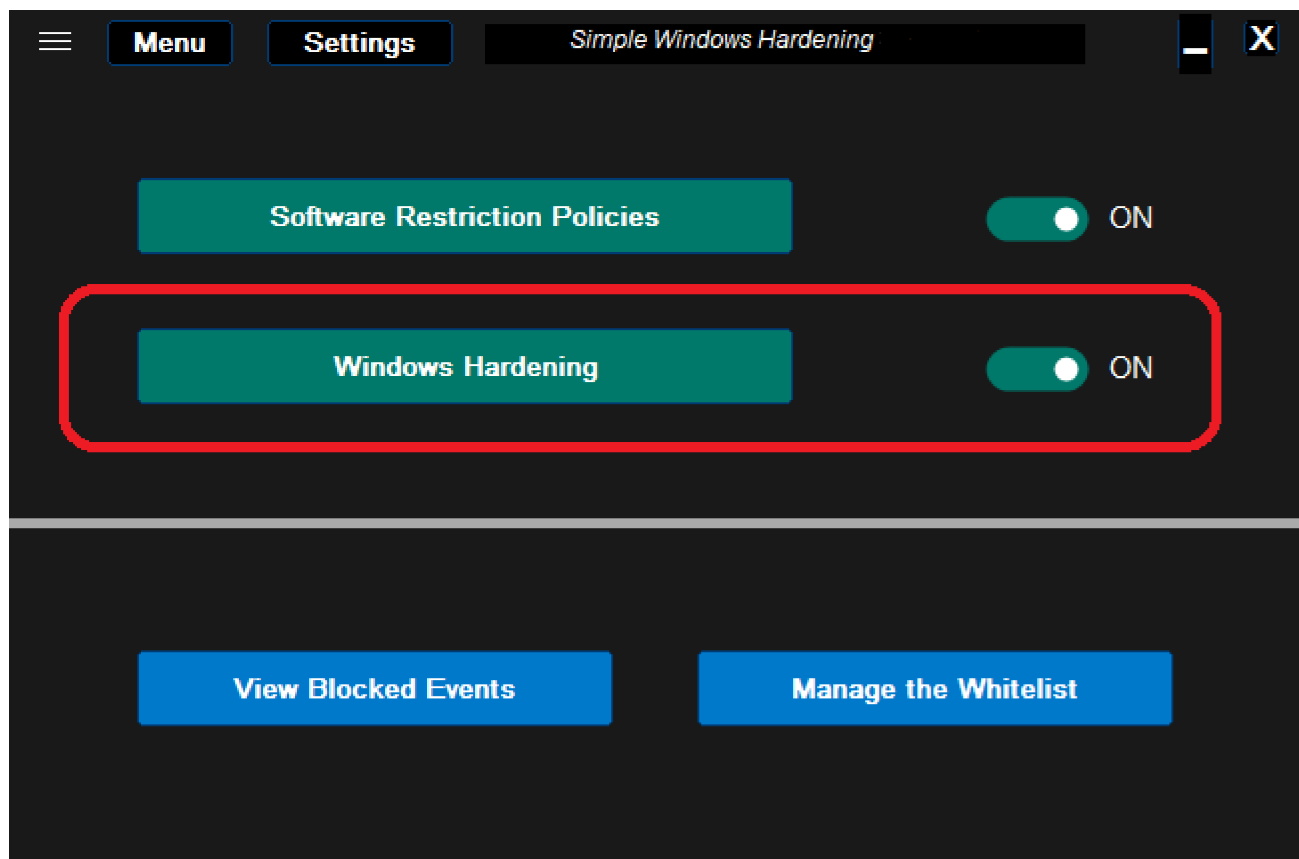 Menu Settings Simple Windows Hardening X
Software Restriction Policies ON
Windows Hardening ON
View Blocked Events Manage the Whitelist